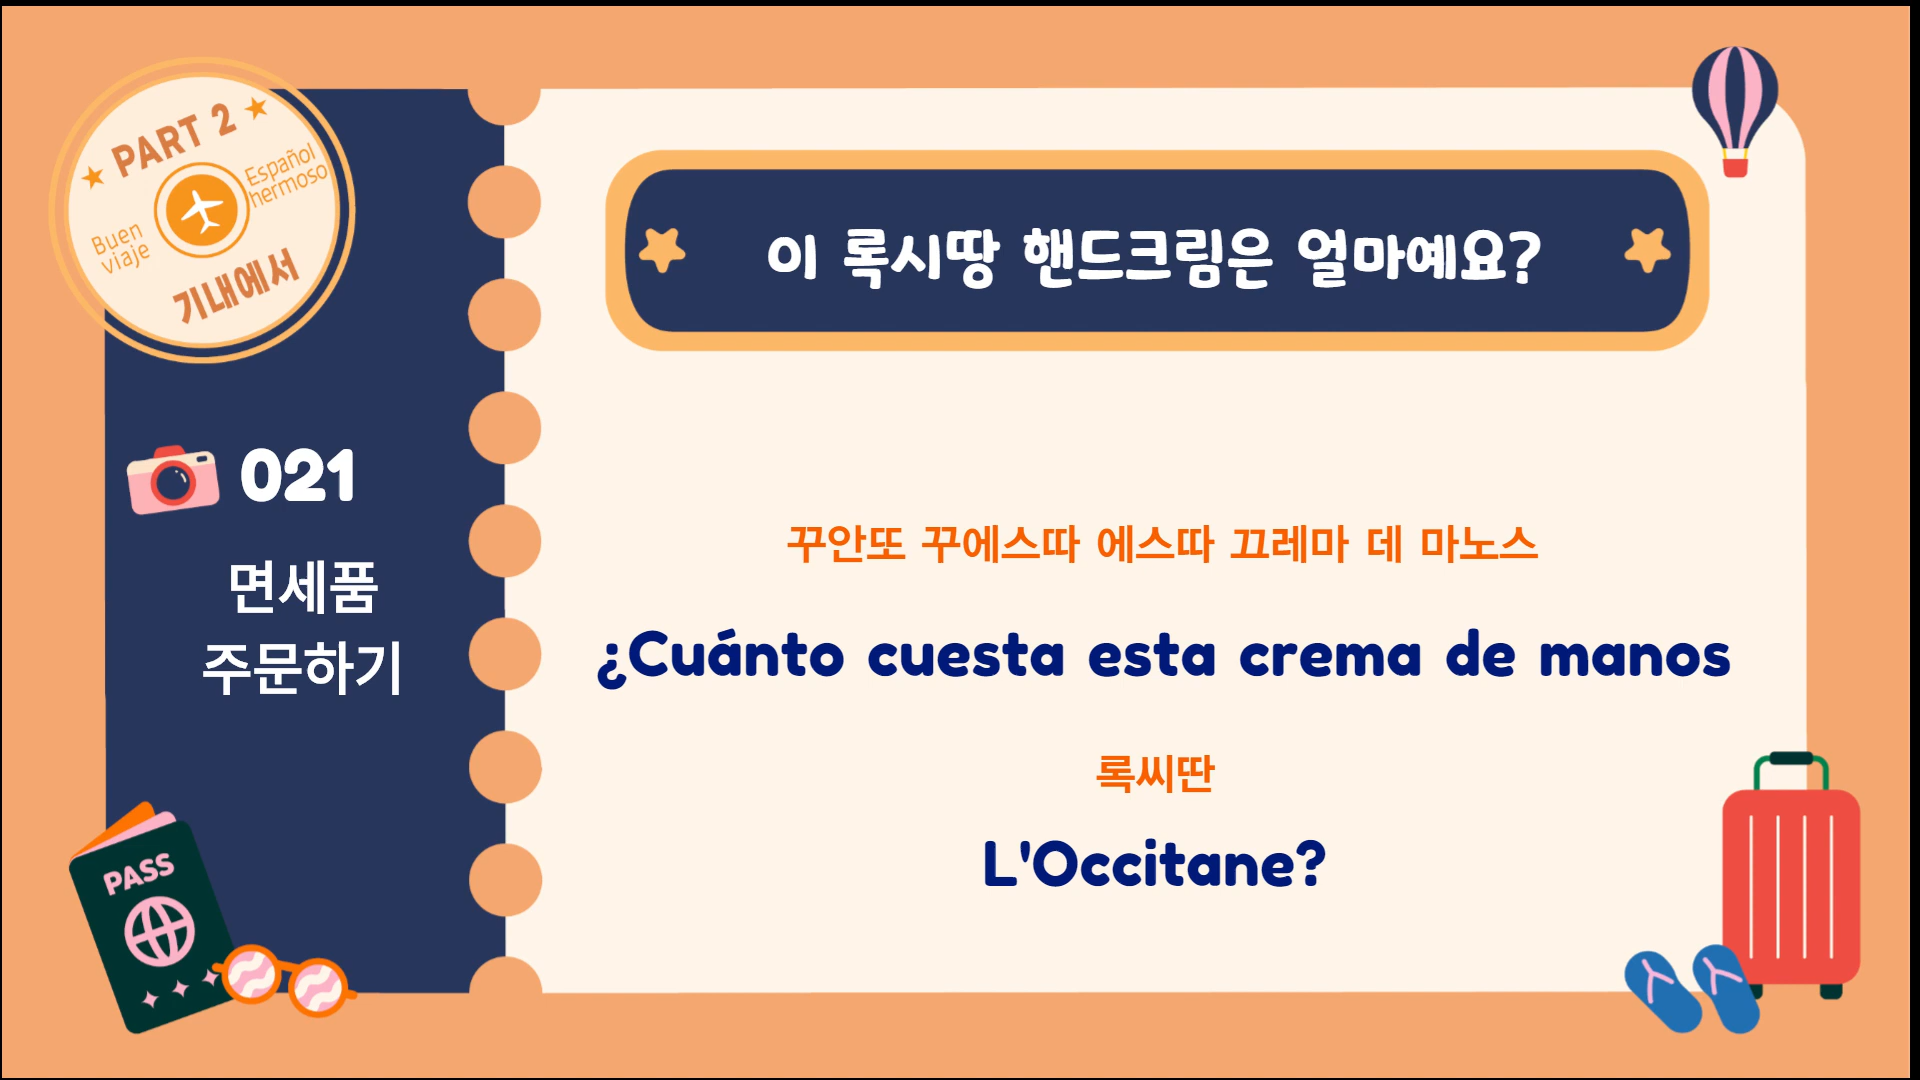 ★ PART 2 ★
Español
hermoso
Buen
viaje
기내에서
021
면세품
주문하기
이 록시땅 핸드크림은 얼마예요?
꾸안또 꾸에스따 에스따 끄레마 데 마노스
¿Cuánto cuesta esta crema de manos
록씨딴
L'Occitane?
PASS